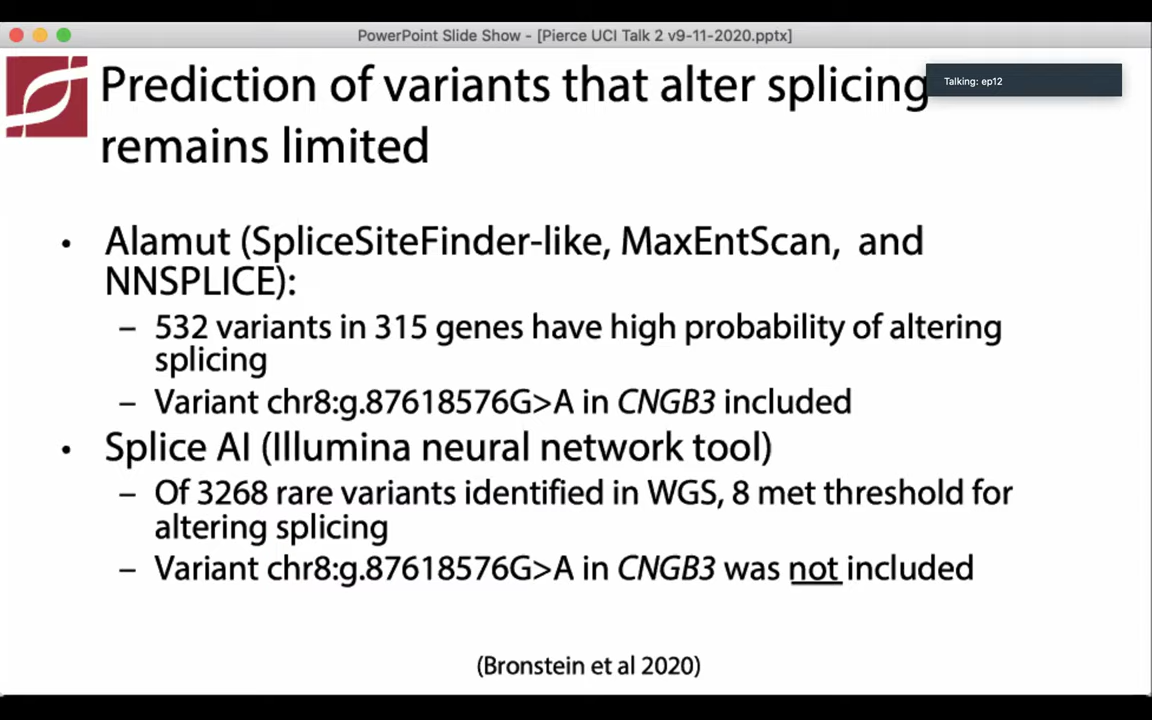 PowerPoint Slide Show - [Pierce UCI Talk 2 v9-11-2020.pptx]
Prediction of variants that alter splicing
Talking: ep12
remains limited
• Alamut (SpliceSiteFinder-like, MaxEntScan, and
NNSPLICE):
– 532 variants in 315 genes have high probability of altering
splicing
– Variant chr8:g.87618576G>A in CNGB3 included
• Splice AI (Illumina neural network tool)
– Of 3268 rare variants identified in WGS, 8 met threshold for
altering splicing
– Variant chr8:g.87618576G>A in CNGB3 was not included
(Bronstein et al 2020)